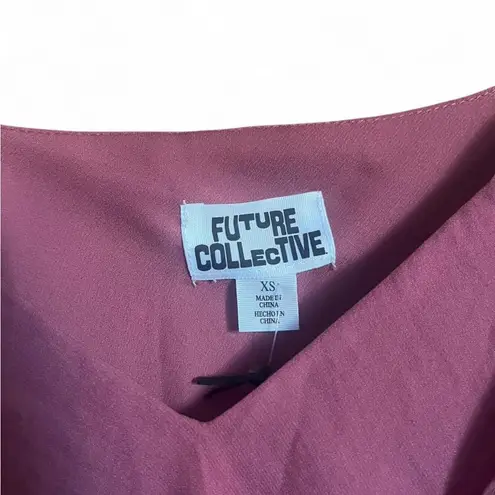 FUTURE
COLLECTIVE
XS
MADE IN
CHINA
HECHO EN
CHINA